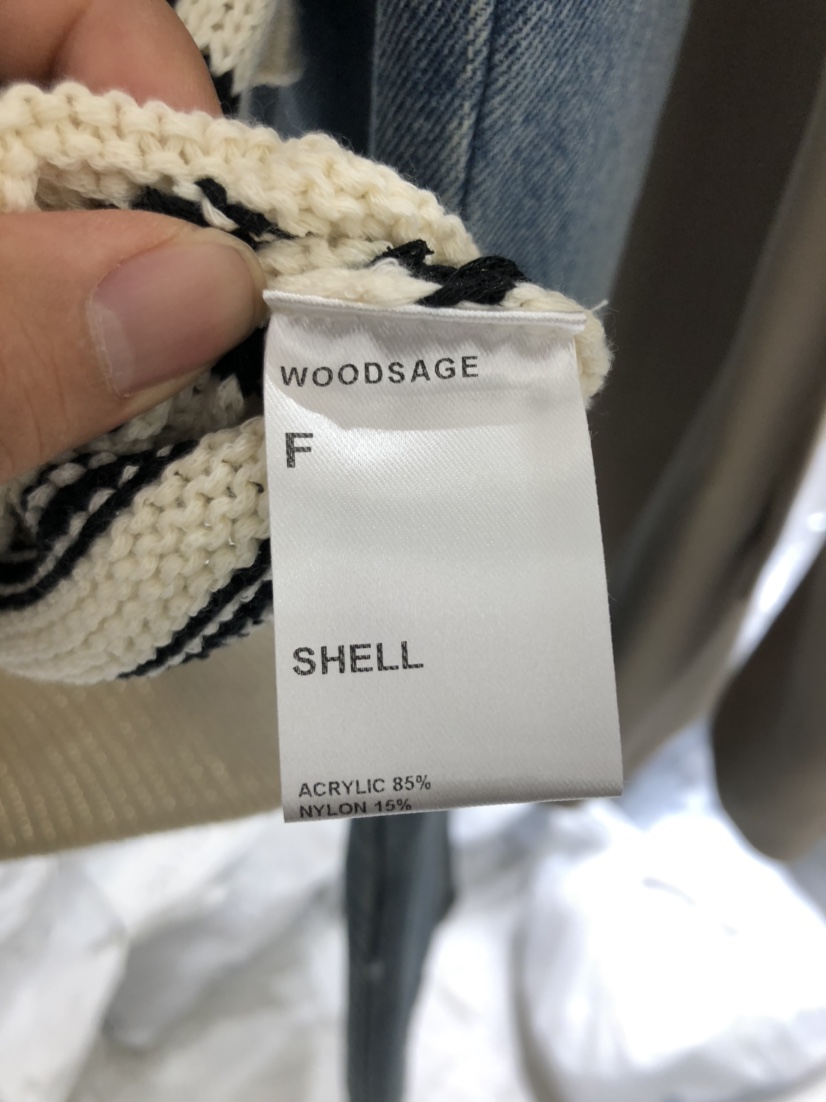 WOODSAGE
F
SHELL
ACRYLIC 85%
NYLON 15%